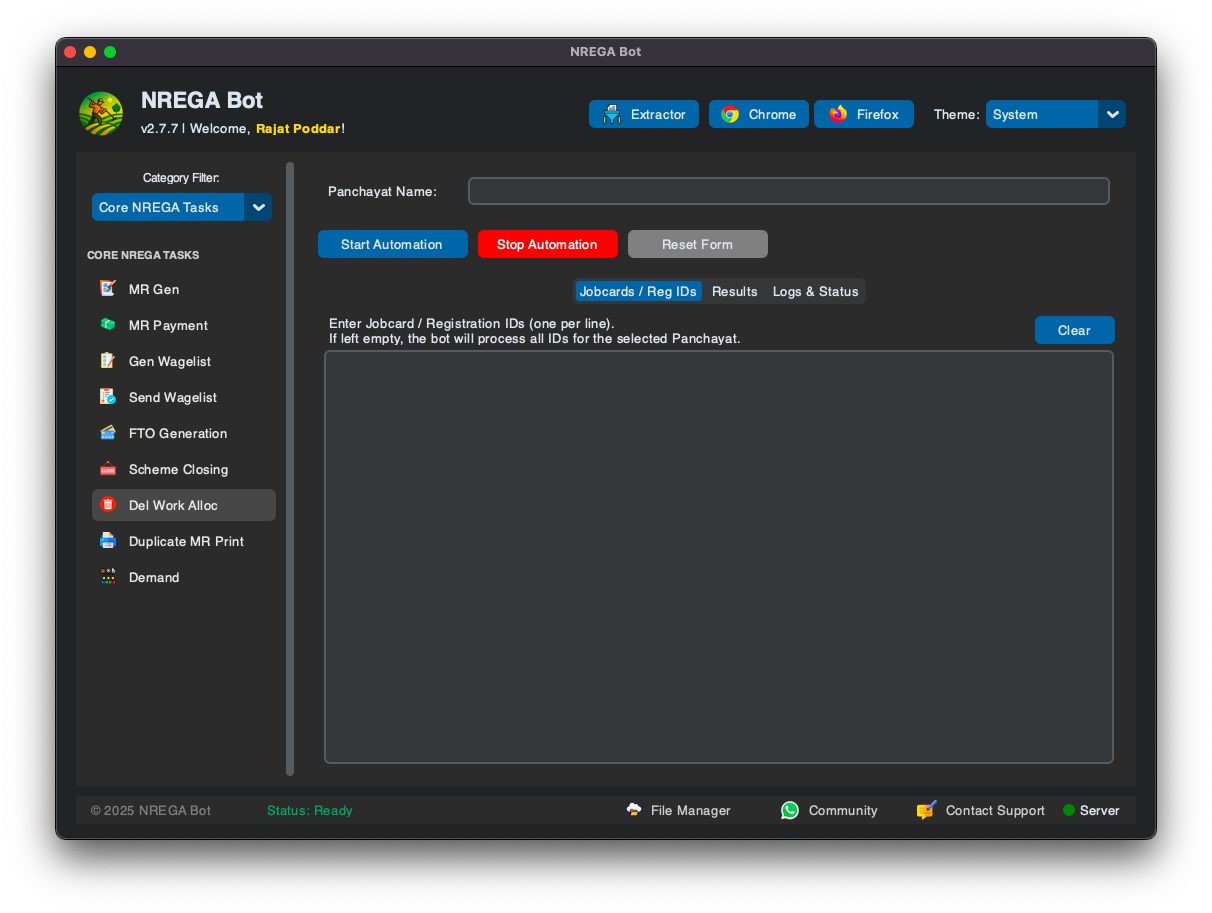 NREGA Bot
NREGA Bot
v2.7.7 | Welcome, Rajat Poddar!
Extractor
Chrome
Firefox
Theme:
System
Category Filter:
Core NREGA Tasks
CORE NREGA TASKS
MR Gen
MR Payment
Gen Wagelist
Send Wagelist
FTO Generation
Scheme Closing
Del Work Alloc
Duplicate MR Print
Demand
Panchayat Name:
Start Automation
Stop Automation
Reset Form
Jobcards / Reg IDs
Results
Logs & Status
Enter Jobcard / Registration IDs (one per line).
If left empty, the bot will process all IDs for the selected Panchayat.
Clear
© 2025 NREGA Bot
Status: Ready
File Manager
Community
Contact Support
Server